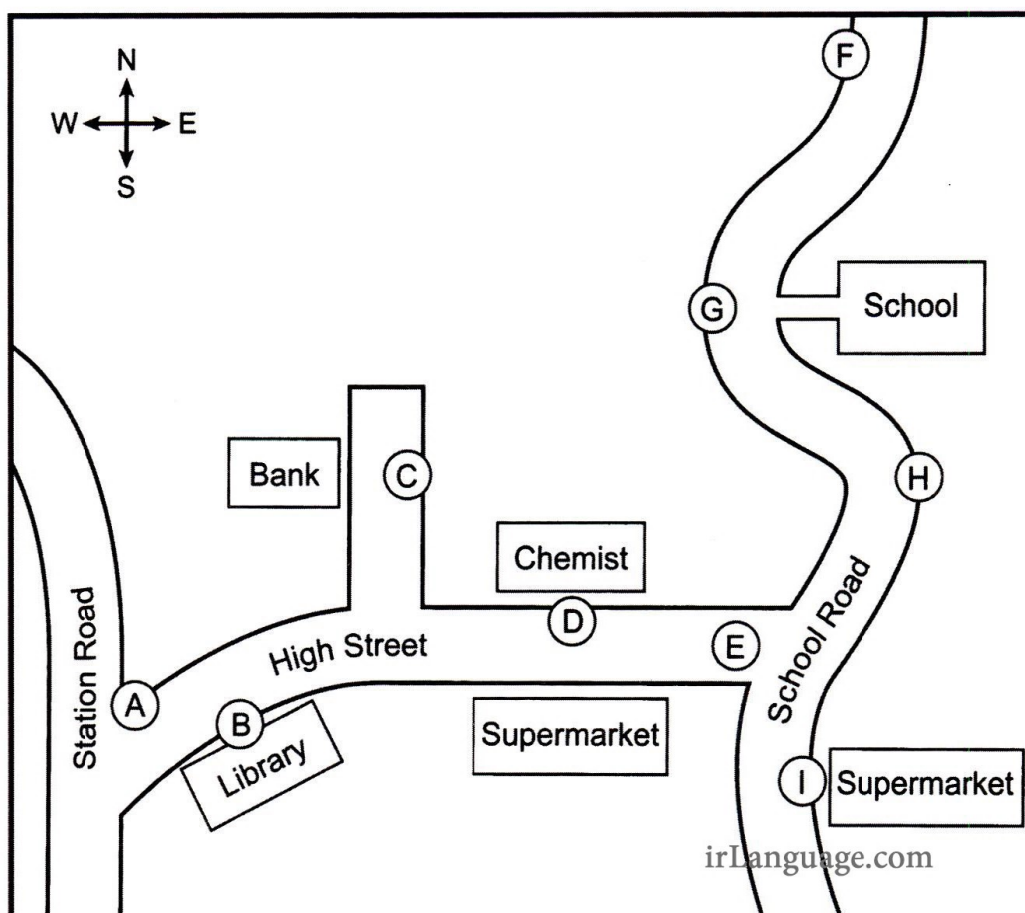 F
N
W E
S
G
School
Bank
C
H
Chemist
D
High Street
E
School Road
Station Road
A
B
Library
Supermarket
I
Supermarket
irLanguage.com